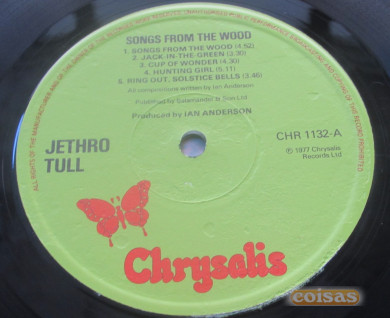 SONGS FROM THE WOOD
1. SONGS FROM THE WOOD (4.52)
2. JACK-IN-THE-GREEN (2.30)
3. CUP OF WONDER (4.30)
4. HUNTING GIRL (5.11)
5. RING OUT, SOLSTICE BELLS (3.46)
All compositions written by Ian Anderson
Published by Salamander & Son Ltd
Produced by IAN ANDERSON
CHR 1132-A
JETHRO
TULL
℗ 1977 Chrysalis
Records Ltd
Chrysalis
coisas